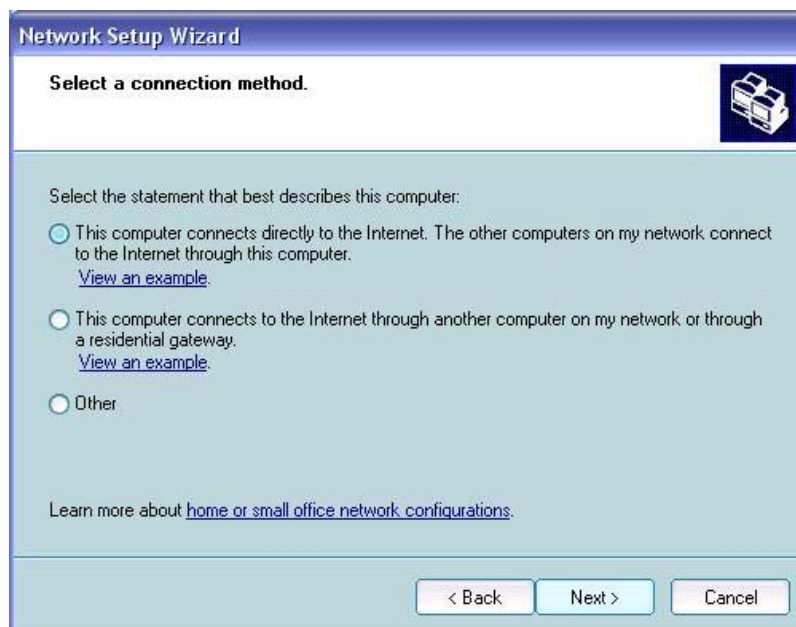 Network Setup Wizard
Select a connection method.
Select the statement that best describes this computer:
This computer connects directly to the Internet. The other computers on my network connect
to the Internet through this computer.
View an example.
This computer connects to the Internet through another computer on my network or through
a residential gateway.
View an example.
Other
Learn more about home or small office network configurations.
< Back Next > Cancel